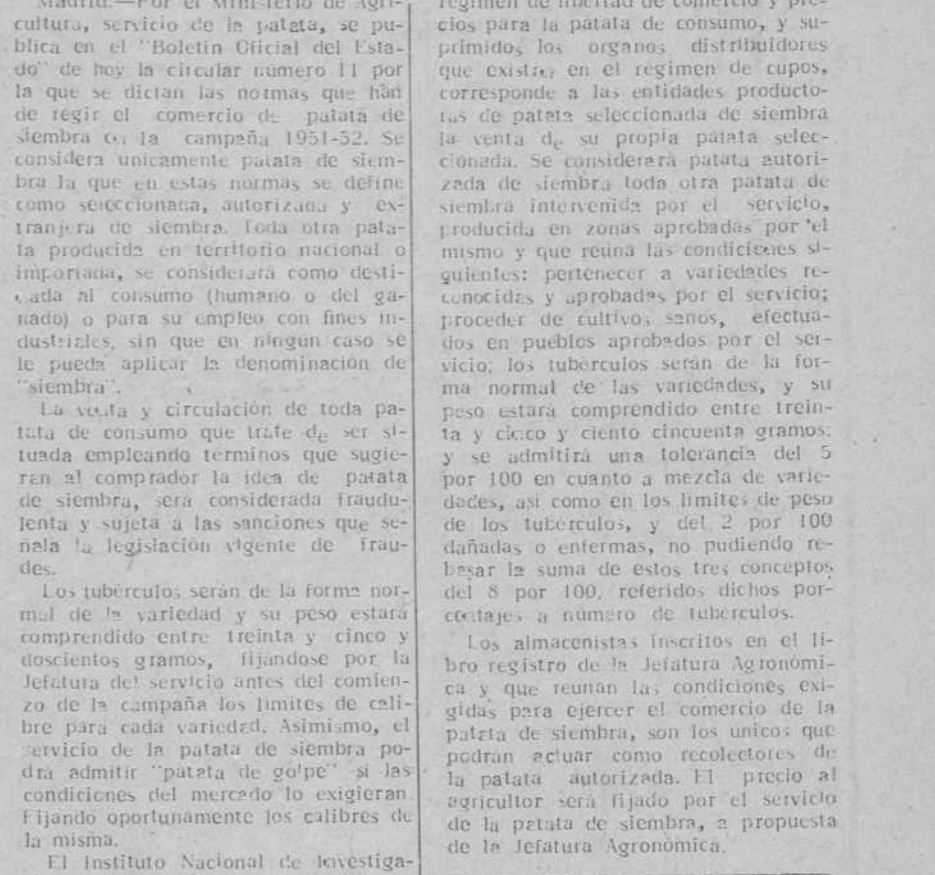 Madrid.—Por el Ministerio de Agri-
cultura, servicio de la patata, se pu-
blica en el "Boletin Oficial del Esta-
do" de hoy la circular número 11 por
la que se dictan las normas que han
de regir el comercio de patata de
siembra en la campaña 1951-52. Se
considera unicamente patata de siem-
bra la que en estas normas se define
como seleccionada, autorizada y ex-
tranjera de siembra. Toda otra pata-
ta producida en territorio nacional o
importada, se considerará como desti-
nada al consumo (humano o del ga-
nado) o para su empleo con fines in-
dustriales, sin que en ningún caso se
le pueda aplicar la denominación de
"siembra".
La venta y circulación de toda pa-
tata de consumo que trate de ser si-
tuada empleando términos que sugie-
ran al comprador la idea de patata
de siembra, será considerada fraudu-
lenta y sujeta a las sanciones que se-
ñala la legislación vigente de frau-
des.
Los tubérculos serán de la forma nor-
mal de la variedad y su peso estará
comprendido entre treinta y cinco y
doscientos gramos, fijándose por la
Jefatura del servicio antes del comien-
zo de la campaña los limites de cali-
bre para cada variedad. Asimismo, el
servicio de la patata de siembra po-
drá admitir "patata de golpe" si las
condiciones del mercado lo exigieran
fijando oportunamente los calibres de
la misma.
El Instituto Nacional de Investiga-
régimen de libertad de comercio y pre-
cios para la patata de consumo, y su-
primidos los organos distribuidores
que existian en el régimen de cupos,
corresponde a las entidades producto-
ras de patata seleccionada de siembra
la venta de su propia patata selec-
cionada. Se considerará patata autori-
zada de siembra toda otra patata de
siembra intervenida por el servicio,
producida en zonas aprobadas por el
mismo y que reuna las condiciones si-
guientes: pertenecer a variedades re-
conocidas y aprobadas por el servicio;
proceder de cultivos sanos, efectua-
dos en pueblos aprobados por el ser-
vicio; los tubérculos serán de la for-
ma normal de las variedades, y su
peso estará comprendido entre trein-
ta y cinco y ciento cincuenta gramos;
y se admitirá una tolerancia del 5
por 100 en cuanto a mezcla de varie-
dades, asi como en los limites de peso
de los tubérculos, y del 2 por 100
dañadas o enfermas, no pudiendo re-
basar la suma de estos tres conceptos
del 8 por 100, referidos dichos por-
centajes a número de tubérculos.
Los almacenistas inscritos en el li-
bro registro de la Jefatura Agronómi-
ca y que reunan las condiciones exi-
gidas para ejercer el comercio de la
patata de siembra, son los unicos que
podrán actuar como recolectores de
la patata autorizada. El precio al
agricultor será fijado por el servicio
de la patata de siembra, a propuesta
de la Jefatura Agronómica.